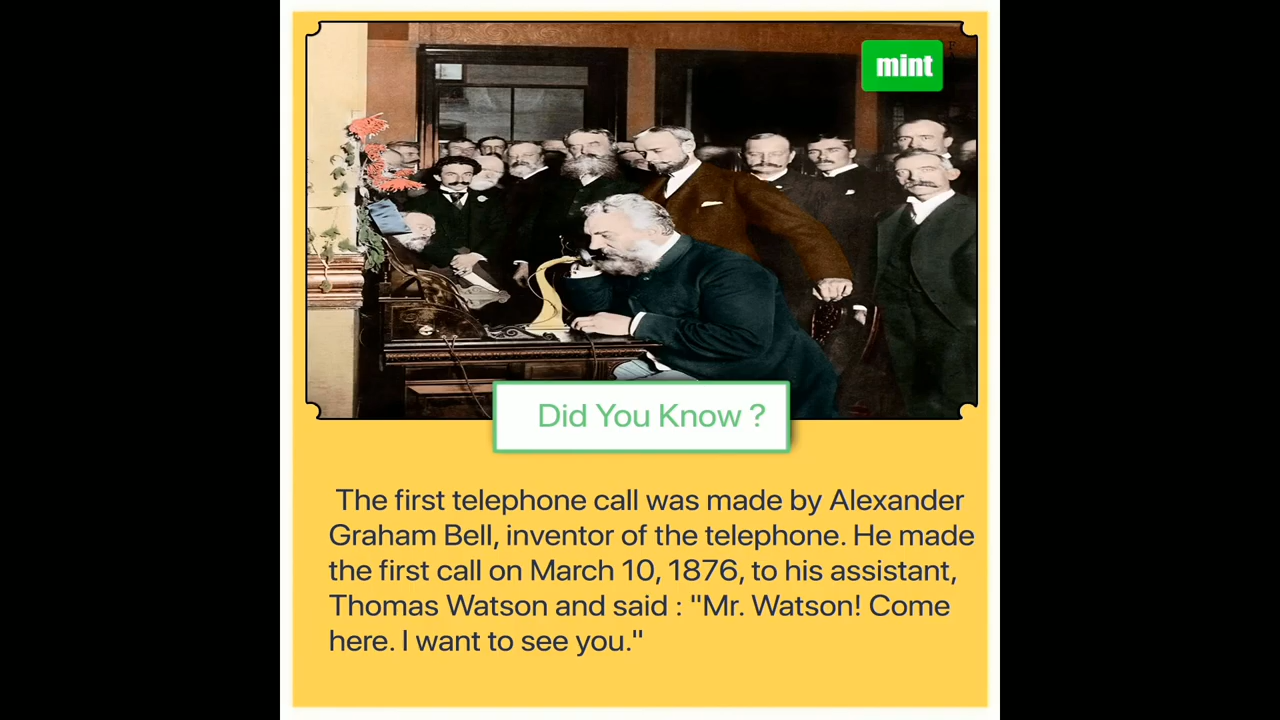 mint
Did You Know ?
The first telephone call was made by Alexander
Graham Bell, inventor of the telephone. He made
the first call on March 10, 1876, to his assistant,
Thomas Watson and said : "Mr. Watson! Come
here. I want to see you."